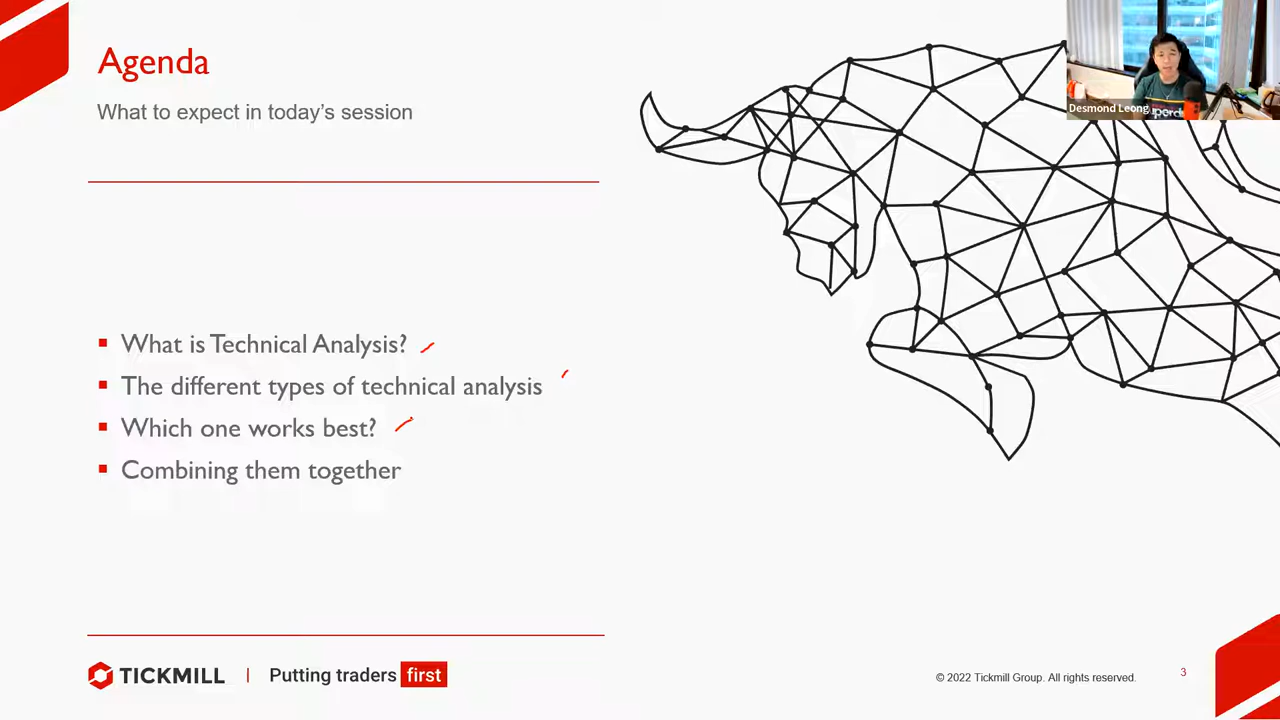 Agenda
What to expect in today's session
Desmond Leong
What is Technical Analysis?
The different types of technical analysis
Which one works best?
Combining them together
TICKMILL | Putting traders first
© 2022 Tickmill Group. All rights reserved.
3